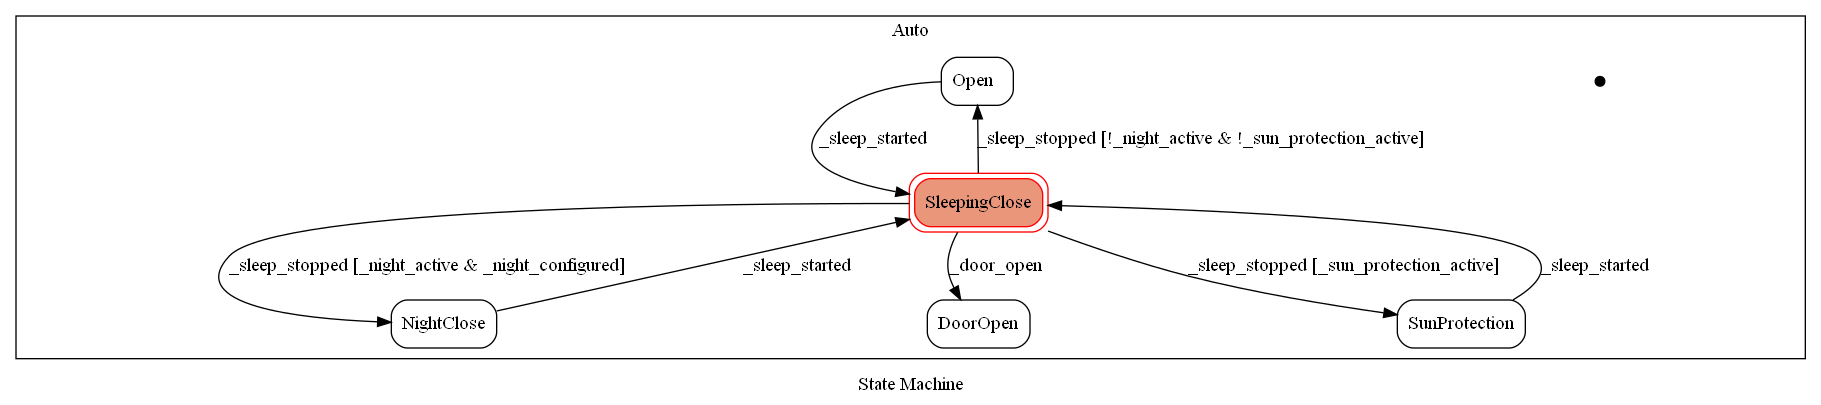 Auto
Open
_sleep_started
_sleep_stopped [!_night_active & !_sun_protection_active]
SleepingClose
_sleep_stopped [_night_active & _night_configured]
_sleep_started
_door_open
_sleep_stopped [_sun_protection_active]
_sleep_started
NightClose
DoorOpen
SunProtection
State Machine